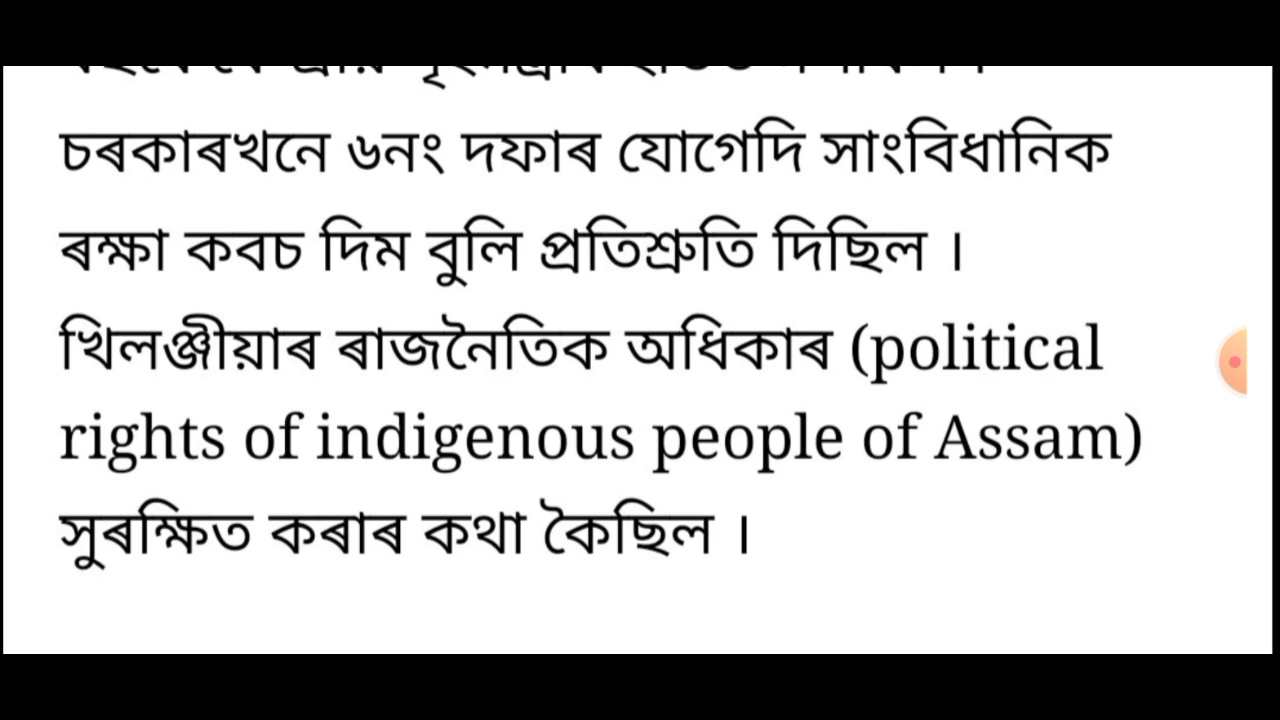 চৰকাৰখনে ৬নং দফাৰ যোগেদি সাংবিধানিক
ৰক্ষা কবচ দিম বুলি প্ৰতিশ্ৰুতি দিছিল ।
খিলঞ্জীয়াৰ ৰাজনৈতিক অধিকাৰ (political
rights of indigenous people of Assam)
সুৰক্ষিত কৰাৰ কথা কৈছিল ।